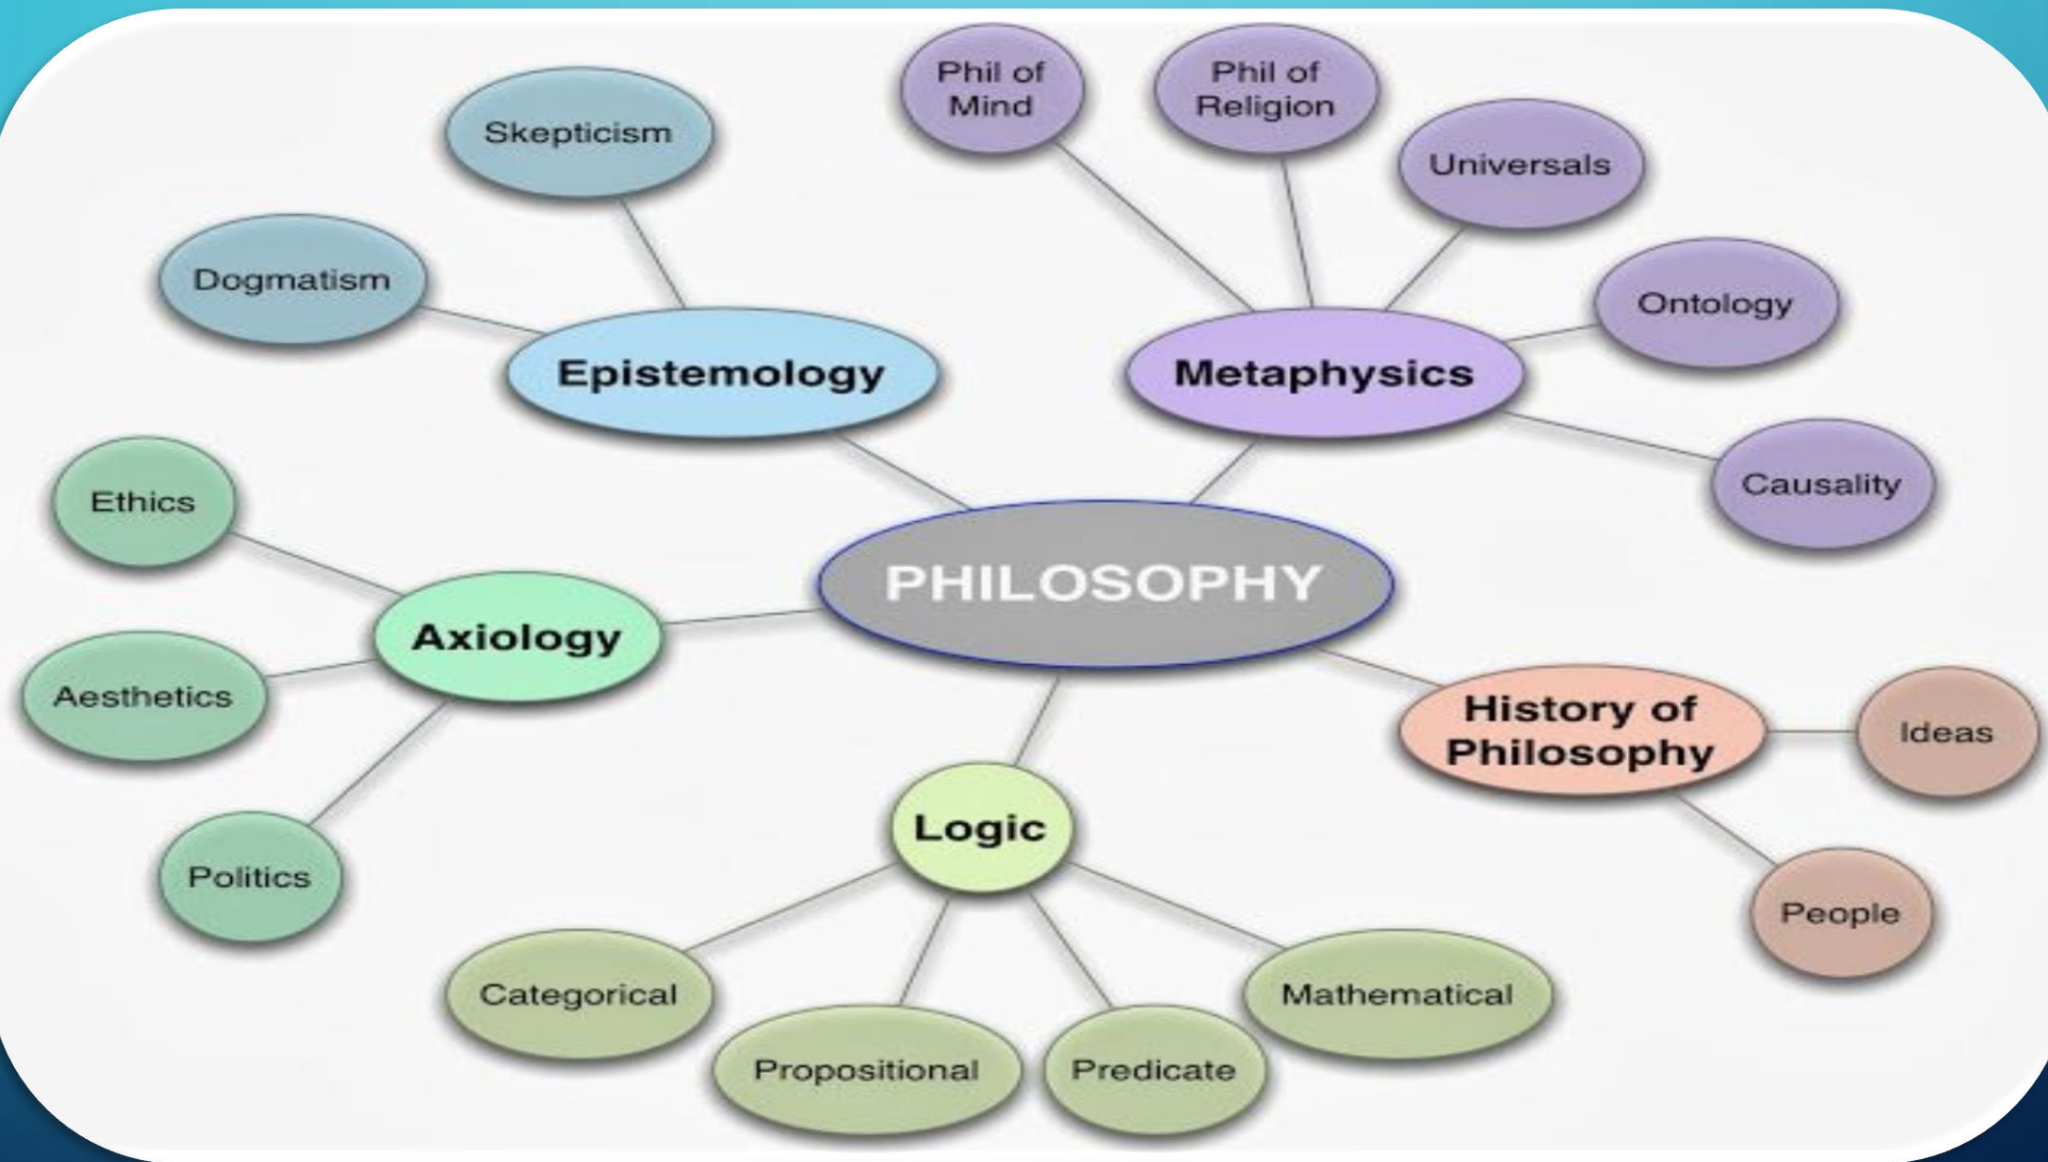 Phil of
Mind
Phil of
Religion
Skepticism
Universals
Dogmatism
Ontology
Epistemology
Metaphysics
Causality
Ethics
PHILOSOPHY
Axiology
Aesthetics
History of
Philosophy
Ideas
Logic
Politics
People
Categorical
Mathematical
Propositional
Predicate